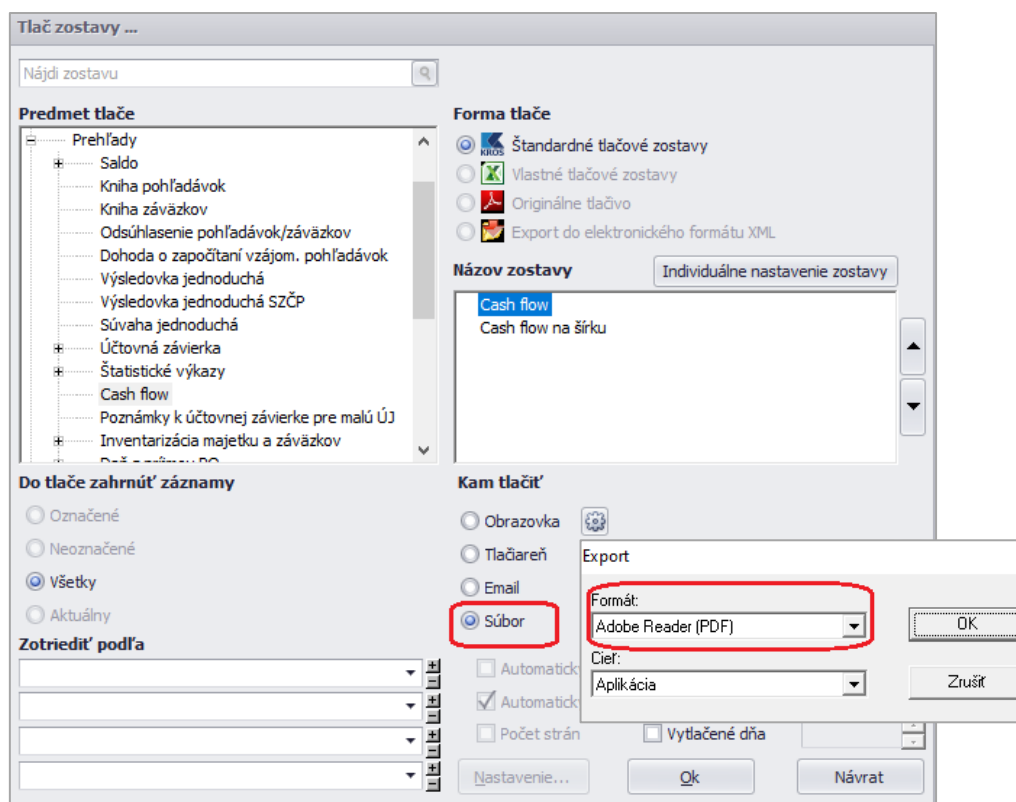 Tlač zostavy ...
Nájdi zostavu
Predmet tlače
Prehľady
Saldo
Kniha pohľadávok
Kniha záväzkov
Odsúhlasenie pohľadávok/záväzkov
Dohoda o započítaní vzájom. pohľadávok
Výsledovka jednoduchá
Výsledovka jednoduchá SZČP
Súvaha jednoduchá
Účtovná závierka
Štatistické výkazy
Cash flow
Poznámky k účtovnej závierke pre malú ÚJ
Inventarizácia majetku a záväzkov
Forma tlače
KROS Štandardné tlačové zostavy
Vlastné tlačové zostavy
Originálne tlačivo
Export do elektronického formátu XML
Názov zostavy
Individuálne nastavenie zostavy
Cash flow
Cash flow na šírku
Do tlače zahrnúť záznamy
Označené
Neoznačené
Všetky
Aktuálny
Zotriediť podľa
Kam tlačiť
Obrazovka
Tlačiareň
Email
Súbor
Export
Formát:
Adobe Reader (PDF)
OK
Cieľ:
Aplikácia
Zrušiť
Počet strán
Vytlačené dňa
Nastavenie...
Ok
Návrat